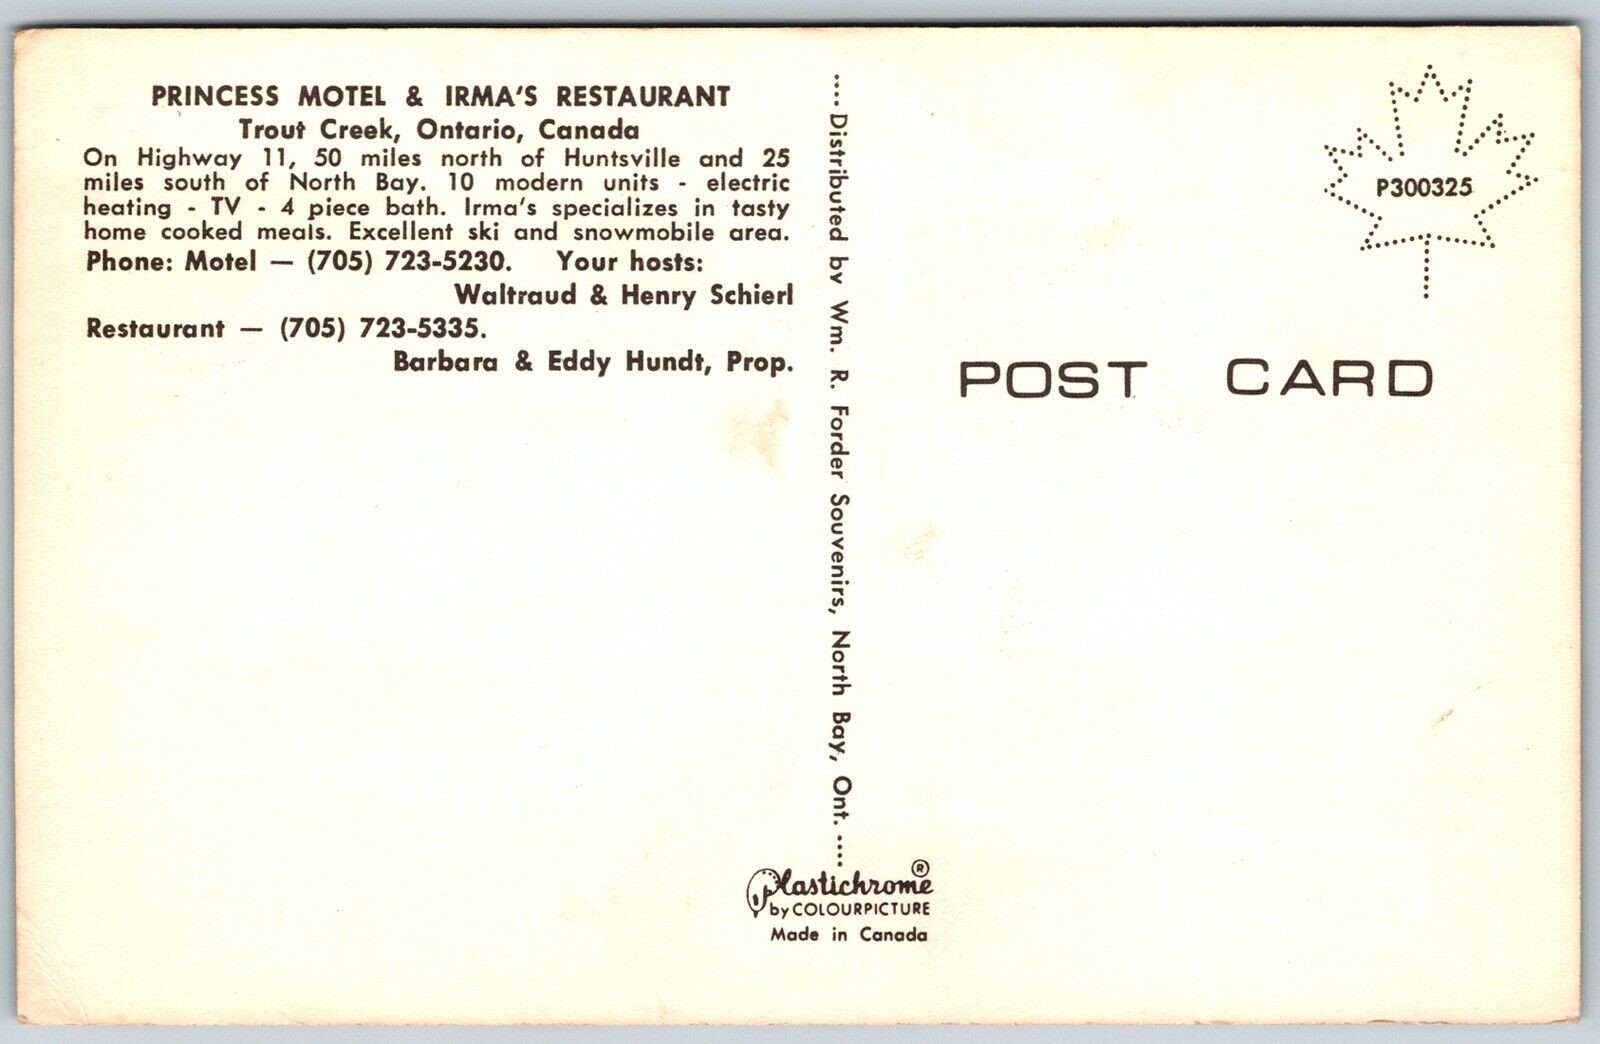 PRINCESS MOTEL & IRMA'S RESTAURANT
Trout Creek, Ontario, Canada
On Highway 11, 50 miles north of Huntsville and 25
miles south of North Bay. 10 modern units - electric
heating - TV - 4 piece bath. Irma's specializes in tasty
home cooked meals. Excellent ski and snowmobile area.
Phone: Motel — (705) 723-5230. Your hosts:
Waltraud & Henry Schierl
Restaurant — (705) 723-5335.
Barbara & Eddy Hundt, Prop.
Distributed by Wm. R. Forder Souvenirs, North Bay, Ont.
Plastichrome®
by COLOURPICTURE
Made in Canada
P300325
POST CARD